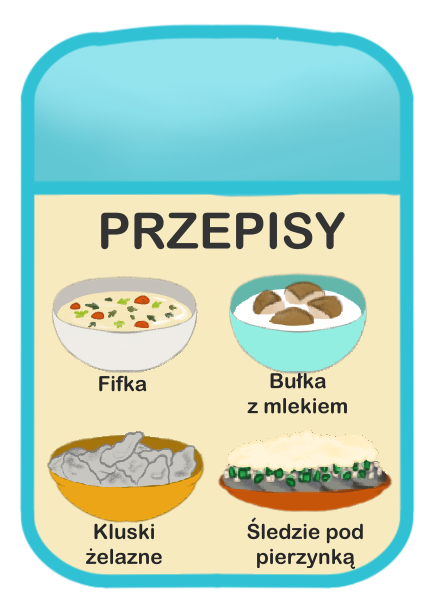 PRZEPISY
Fifka
Bułka
z mlekiem
Kluski
żelazne
Śledzie pod
pierzynką